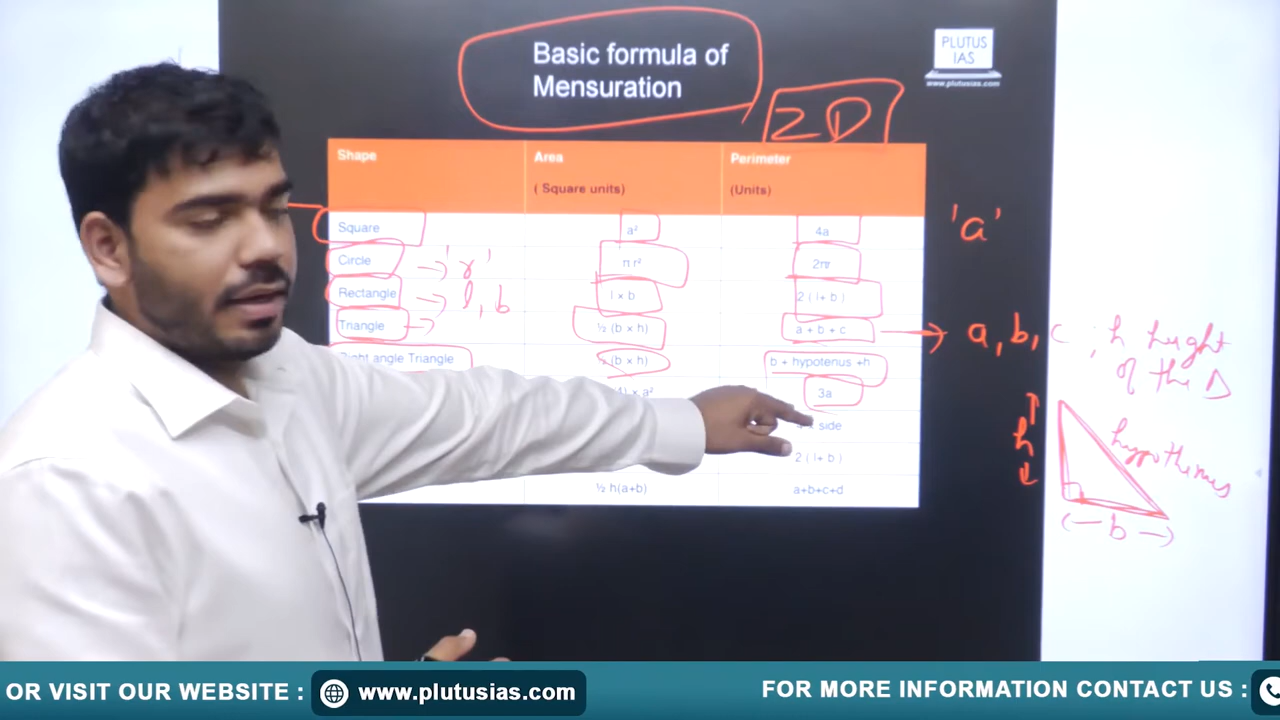 Basic formula of
Mensuration
PLUTUS
IAS
www.plutusias.com
2D
Shape Area Perimeter
( Square units) (Units)
Square a² 4a 'a'
Circle 'r' π r² 2πr
Rectangle l, b l × b 2 ( l+ b )
Triangle ½ (b × h) a + b + c a, b, c ; h height
of the Δ
Right angle Triangle (b × h) b + hypotenus +h
) × a² 3a
side
h hypothenus
2 ( l+ b )
½ h(a+b) a+b+c+d
b
OR VISIT OUR WEBSITE : www.plutusias.com FOR MORE INFORMATION CONTACT US :